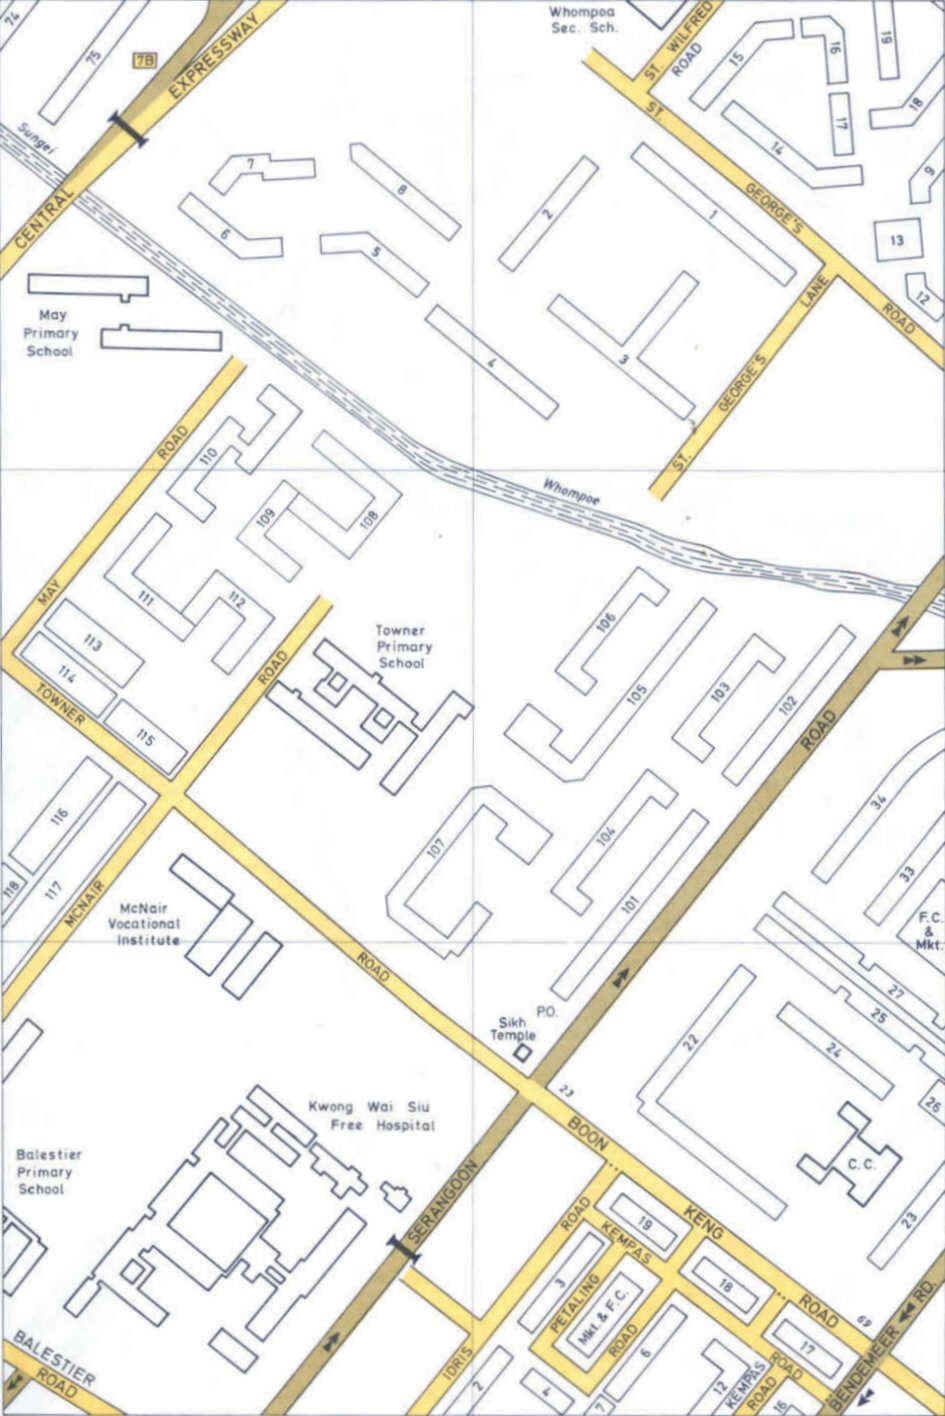 74
75
7B
CENTRAL
EXPRESSWAY
Sungei
Whompoa
Sec. Sch.
ST. WILFRED
ROAD
15
16
19
18
17
14
9
13
12
ST.
GEORGE'S
ROAD
ST.
GEORGE'S
LANE
7
8
6
5
4
2
1
3
May
Primary
School
Whompoe
MAY
ROAD
110
109
108
111
112
113
114
115
TOWNER
ROAD
Towner
Primary
School
106
105
103
102
104
101
107
116
117
118
MCNAIR
ROAD
McNair
Vocational
Institute
34
33
F.C.
&
Mkt.
27
25
24
26
22
C.C.
23
P.O.
Sikh
Temple
ROAD
SERANGOON
23
BOON
KENG
ROAD
69
Kwong Wai Siu
Free Hospital
Balestier
Primary
School
BALESTIER
ROAD
IDRIS
ROAD
KEMPAS
ROAD
PETALING
ROAD
Mkt. & F.C.
19
18
17
3
6
2
4
7
12
KEMPAS
ROAD
16
BENDEMEER RD.